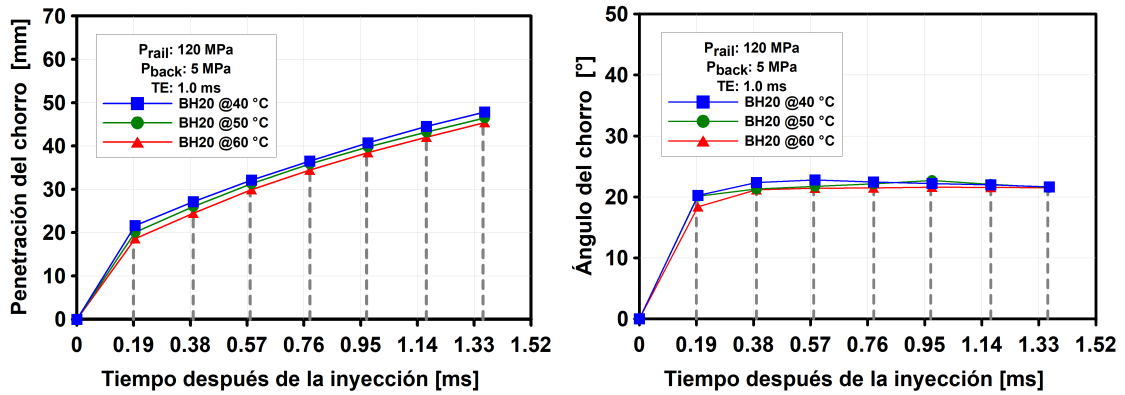 Penetración del chorro [mm]
70
60
50
40
30
20
10
0
P_rail: 120 MPa
P_back: 5 MPa
TE: 1.0 ms
BH20 @40 °C
BH20 @50 °C
BH20 @60 °C
0 0.19 0.38 0.57 0.76 0.95 1.14 1.33 1.52
Tiempo después de la inyección [ms]
Ángulo del chorro [°]
50
40
30
20
10
0
P_rail: 120 MPa
P_back: 5 MPa
TE: 1.0 ms
BH20 @40 °C
BH20 @50 °C
BH20 @60 °C
0 0.19 0.38 0.57 0.76 0.95 1.14 1.33 1.52
Tiempo después de la inyección [ms]